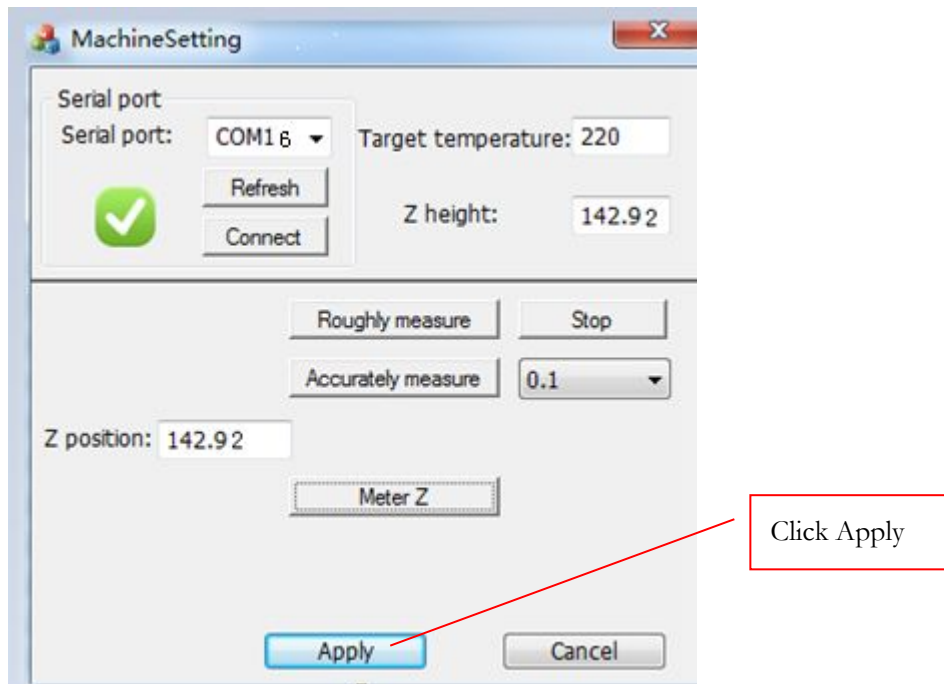 MachineSetting
Serial port
Serial port: COM16 Target temperature: 220
Refresh
Z height: 142.92
Connect
Roughly measure Stop
Accurately measure 0.1
Z position: 142.92
Meter Z
Click Apply
Apply Cancel